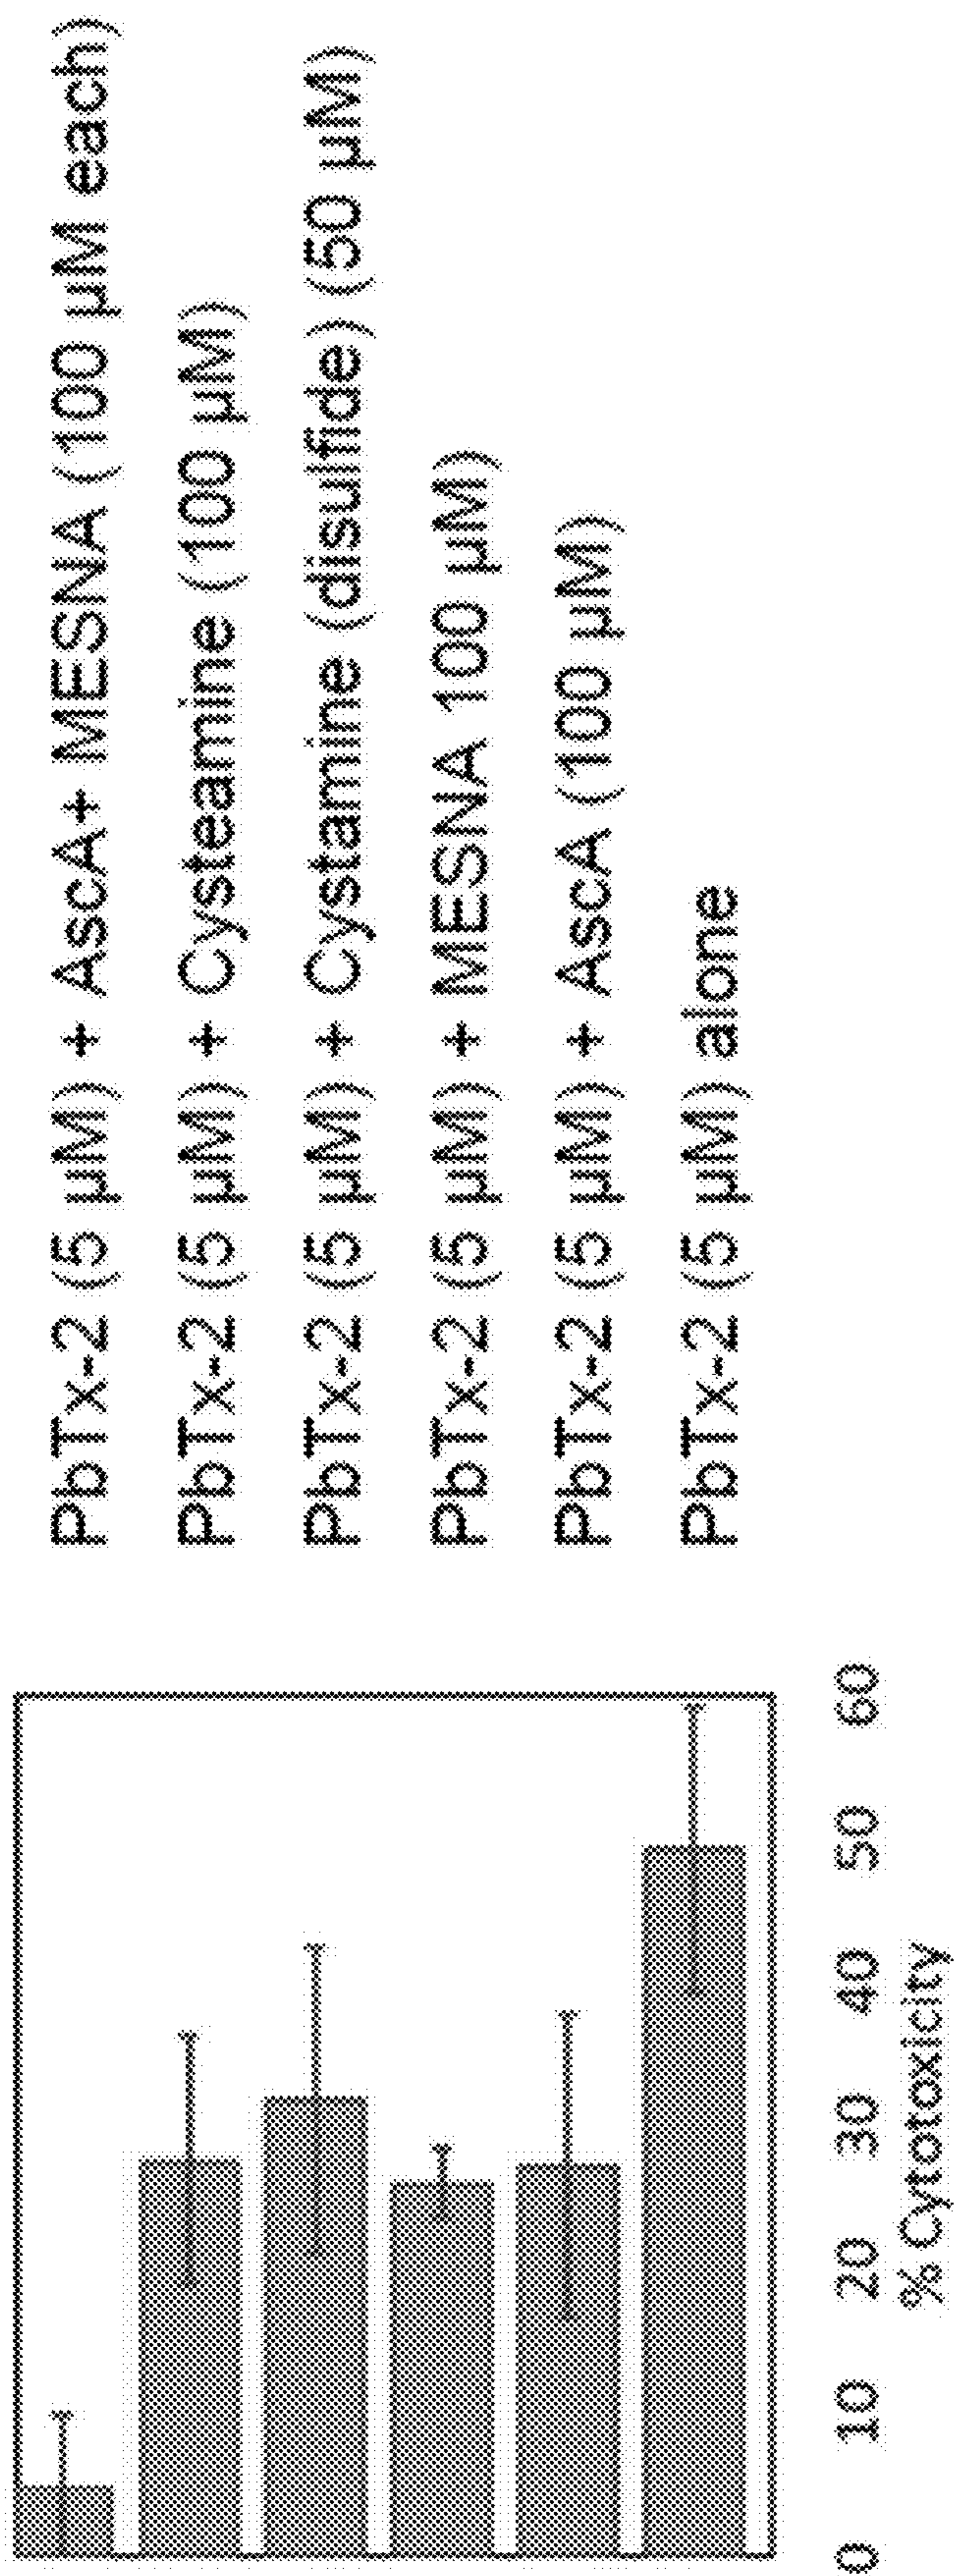 PbTx-2 (5 µM) + AscA+ MESNA (100 µM each)
PbTx-2 (5 µM) + Cysteamine (100 µM)
PbTx-2 (5 µM) + Cystamine (disulfide) (50 µM)
PbTx-2 (5 µM) + MESNA 100 µM)
PbTx-2 (5 µM) + AscA (100 µM)
PbTx-2 (5 µM) alone
0 10 20 30 40 50 60
% Cytotoxicity